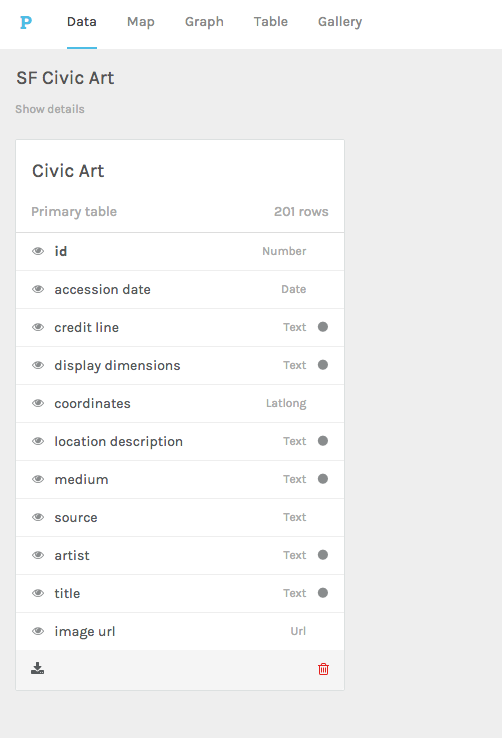 P Data Map Graph Table Gallery
SF Civic Art
Show details
Civic Art
Primary table 201 rows
id Number
accession date Date
credit line Text
display dimensions Text
coordinates Latlong
location description Text
medium Text
source Text
artist Text
title Text
image url Url